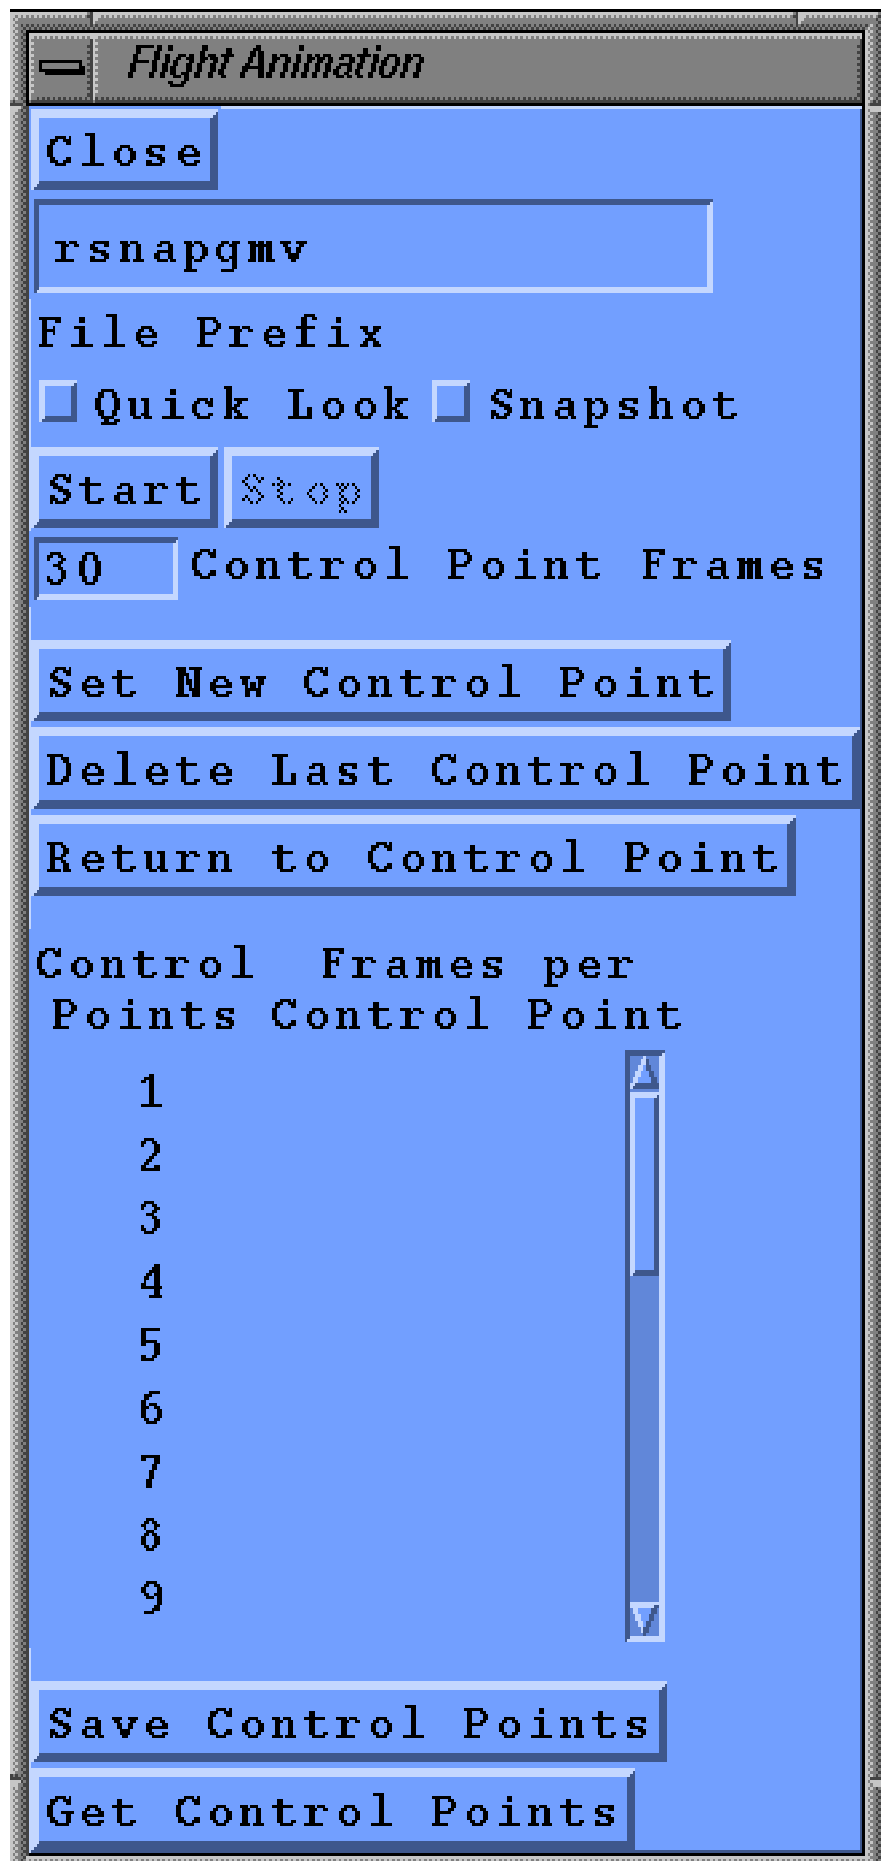 Flight Animation
Close
rsnapgmv
File Prefix
Quick Look Snapshot
Start Stop
30 Control Point Frames
Set New Control Point
Delete Last Control Point
Return to Control Point
Control Frames per
Points Control Point
1
2
3
4
5
6
7
8
9
Save Control Points
Get Control Points